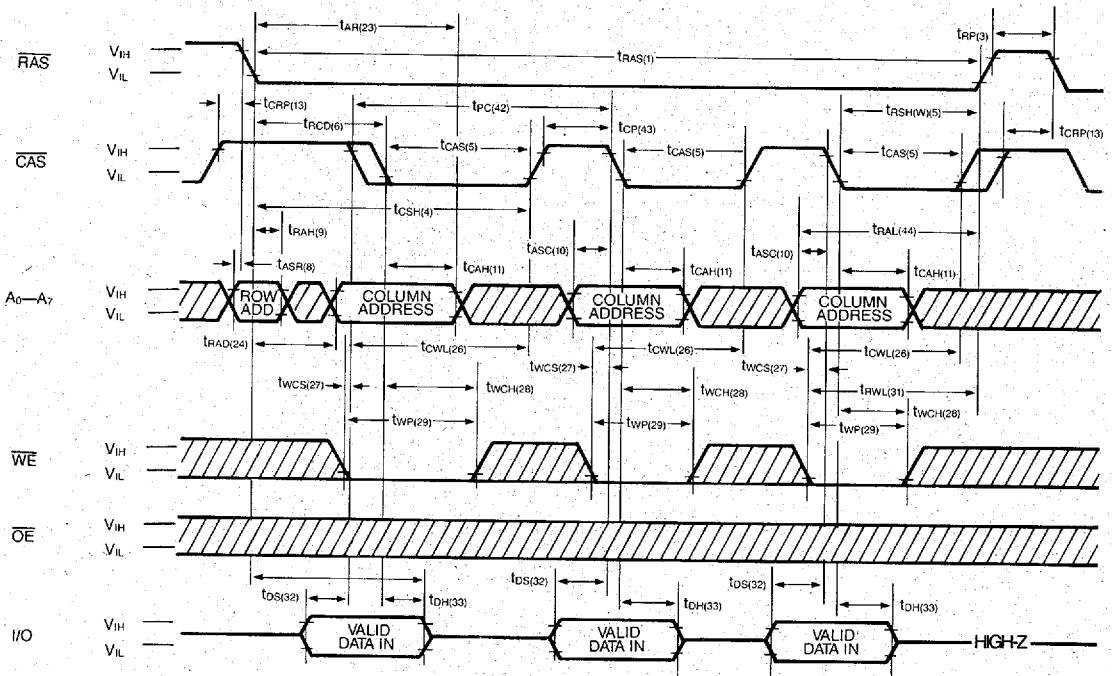 tAR(23)
tRP(3)
RAS
VIH
VIL
tRAS(1)
tCRP(13)
tPC(42)
tRSH(W)(5)
tRCD(6)
tCP(43)
tCRP(13)
CAS
VIH
VIL
tCAS(5)
tCAS(5)
tCAS(5)
tCSH(4)
tRAH(9)
tRAL(44)
tASR(8)
tASC(10)
tASC(10)
tCAH(11)
tCAH(11)
tCAH(11)
A0—A7
VIH
VIL
ROW ADD.
COLUMN ADDRESS
COLUMN ADDRESS
COLUMN ADDRESS
tRAD(24)
tCWL(26)
tCWL(26)
tCWL(26)
tWCS(27)
tWCS(27)
tWCS(27)
tWCH(28)
tWCH(28)
tRWL(31)
tWCH(28)
tWP(29)
tWP(29)
tWP(29)
WE
VIH
VIL
OE
VIH
VIL
tDS(32)
tDS(32)
tDS(32)
tDH(33)
tDH(33)
tDH(33)
I/O
VIH
VIL
VALID DATA IN
VALID DATA IN
VALID DATA IN
HIGH-Z